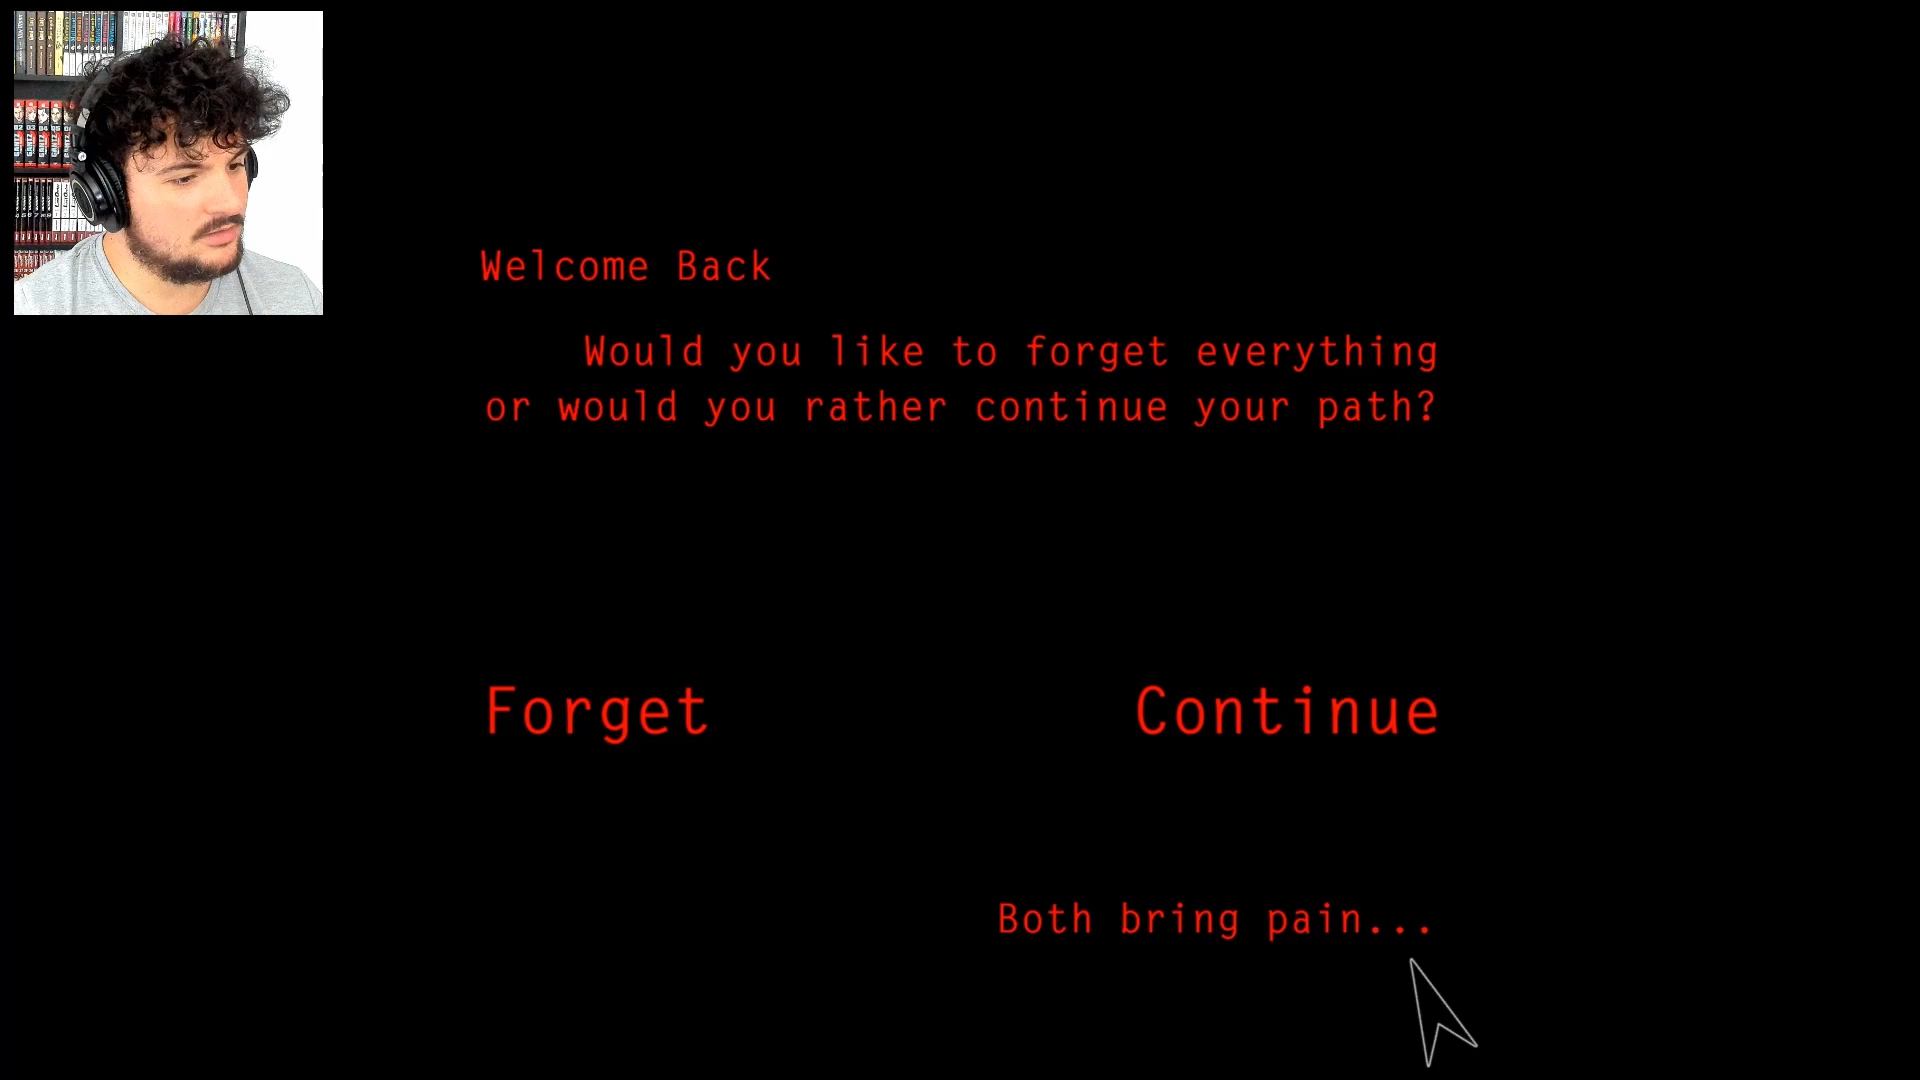 Welcome Back
Would you like to forget everything
or would you rather continue your path?
Forget
Continue
Both bring pain...
GANTZ